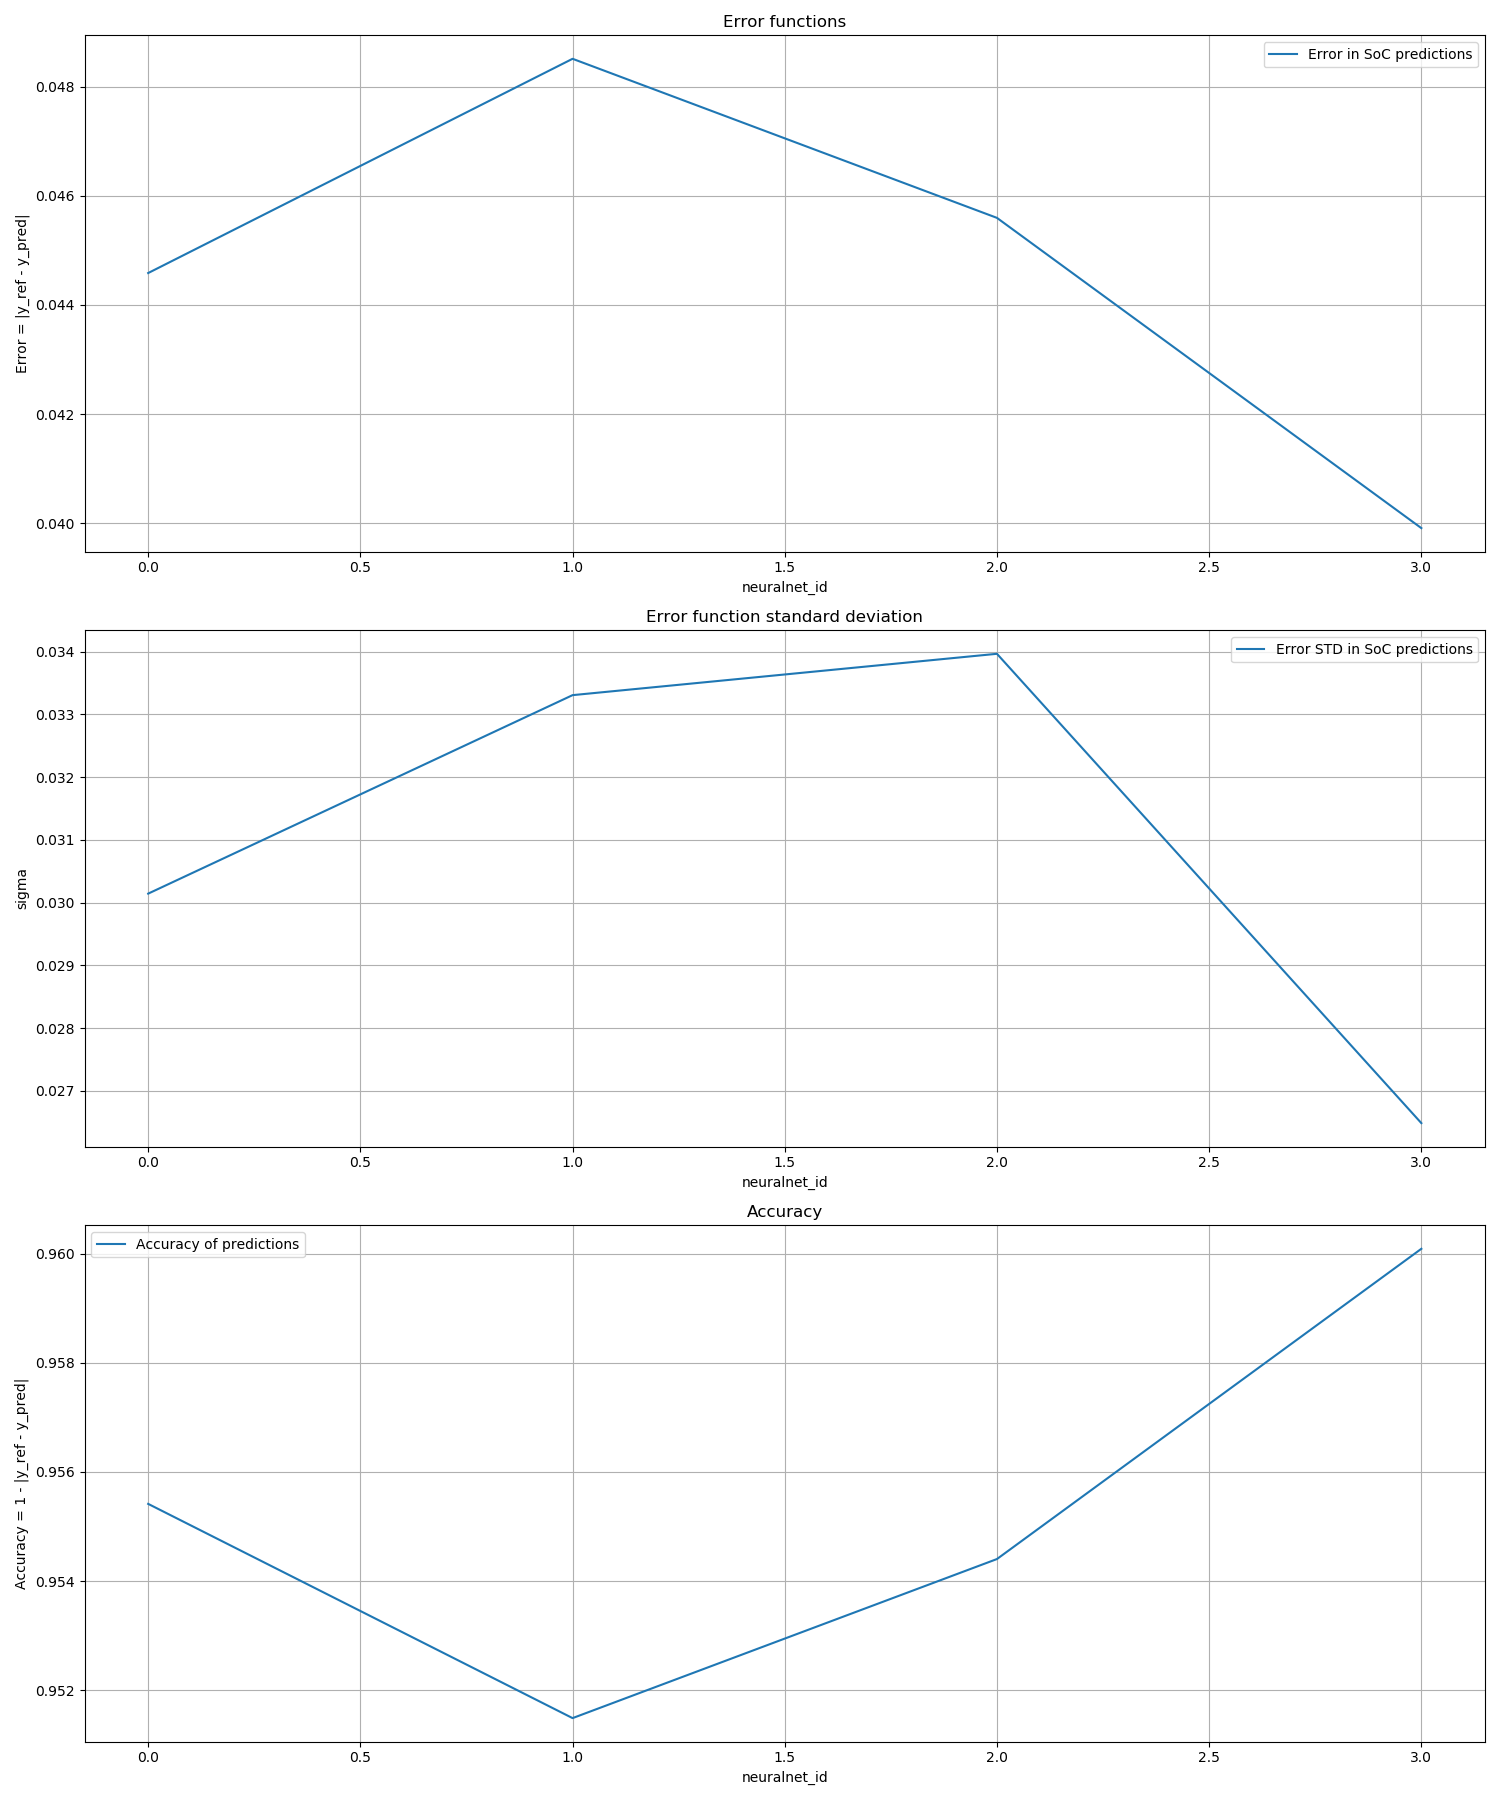 Error functions
Error in SoC predictions
0.048
0.046
0.044
0.042
0.040
Error = |y_ref - y_pred|
0.0 0.5 1.0 1.5 2.0 2.5 3.0
neuralnet_id
Error function standard deviation
Error STD in SoC predictions
0.034
0.033
0.032
0.031
0.030
0.029
0.028
0.027
sigma
0.0 0.5 1.0 1.5 2.0 2.5 3.0
neuralnet_id
Accuracy
Accuracy of predictions
0.960
0.958
0.956
0.954
0.952
Accuracy = 1 - |y_ref - y_pred|
0.0 0.5 1.0 1.5 2.0 2.5 3.0
neuralnet_id